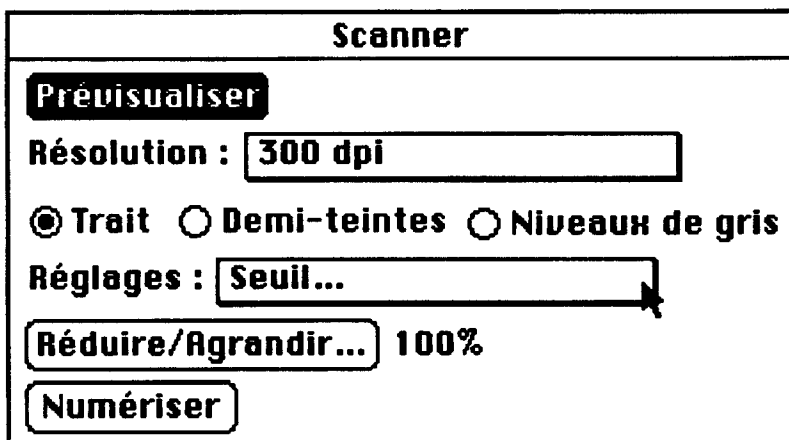 Scanner
Prévisualiser
Résolution : 300 dpi
Trait Demi-teintes Niveaux de gris
Réglages : Seuil...
Réduire/Agrandir... 100%
Numériser